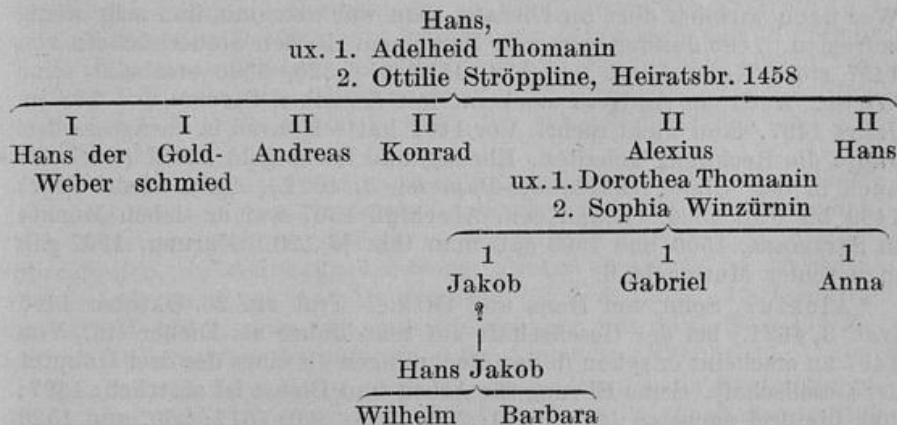 Hans,
ux. 1. Adelheid Thomanin
2. Ottilie Ströppline, Heiratsbr. 1458
I I II II II II
Hans der Gold- Andreas Konrad Alexius Hans
Weber schmied ux. 1. Dorothea Thomanin
2. Sophia Winzürnin
1 1 1
Jakob Gabriel Anna
?
Hans Jakob
Wilhelm Barbara